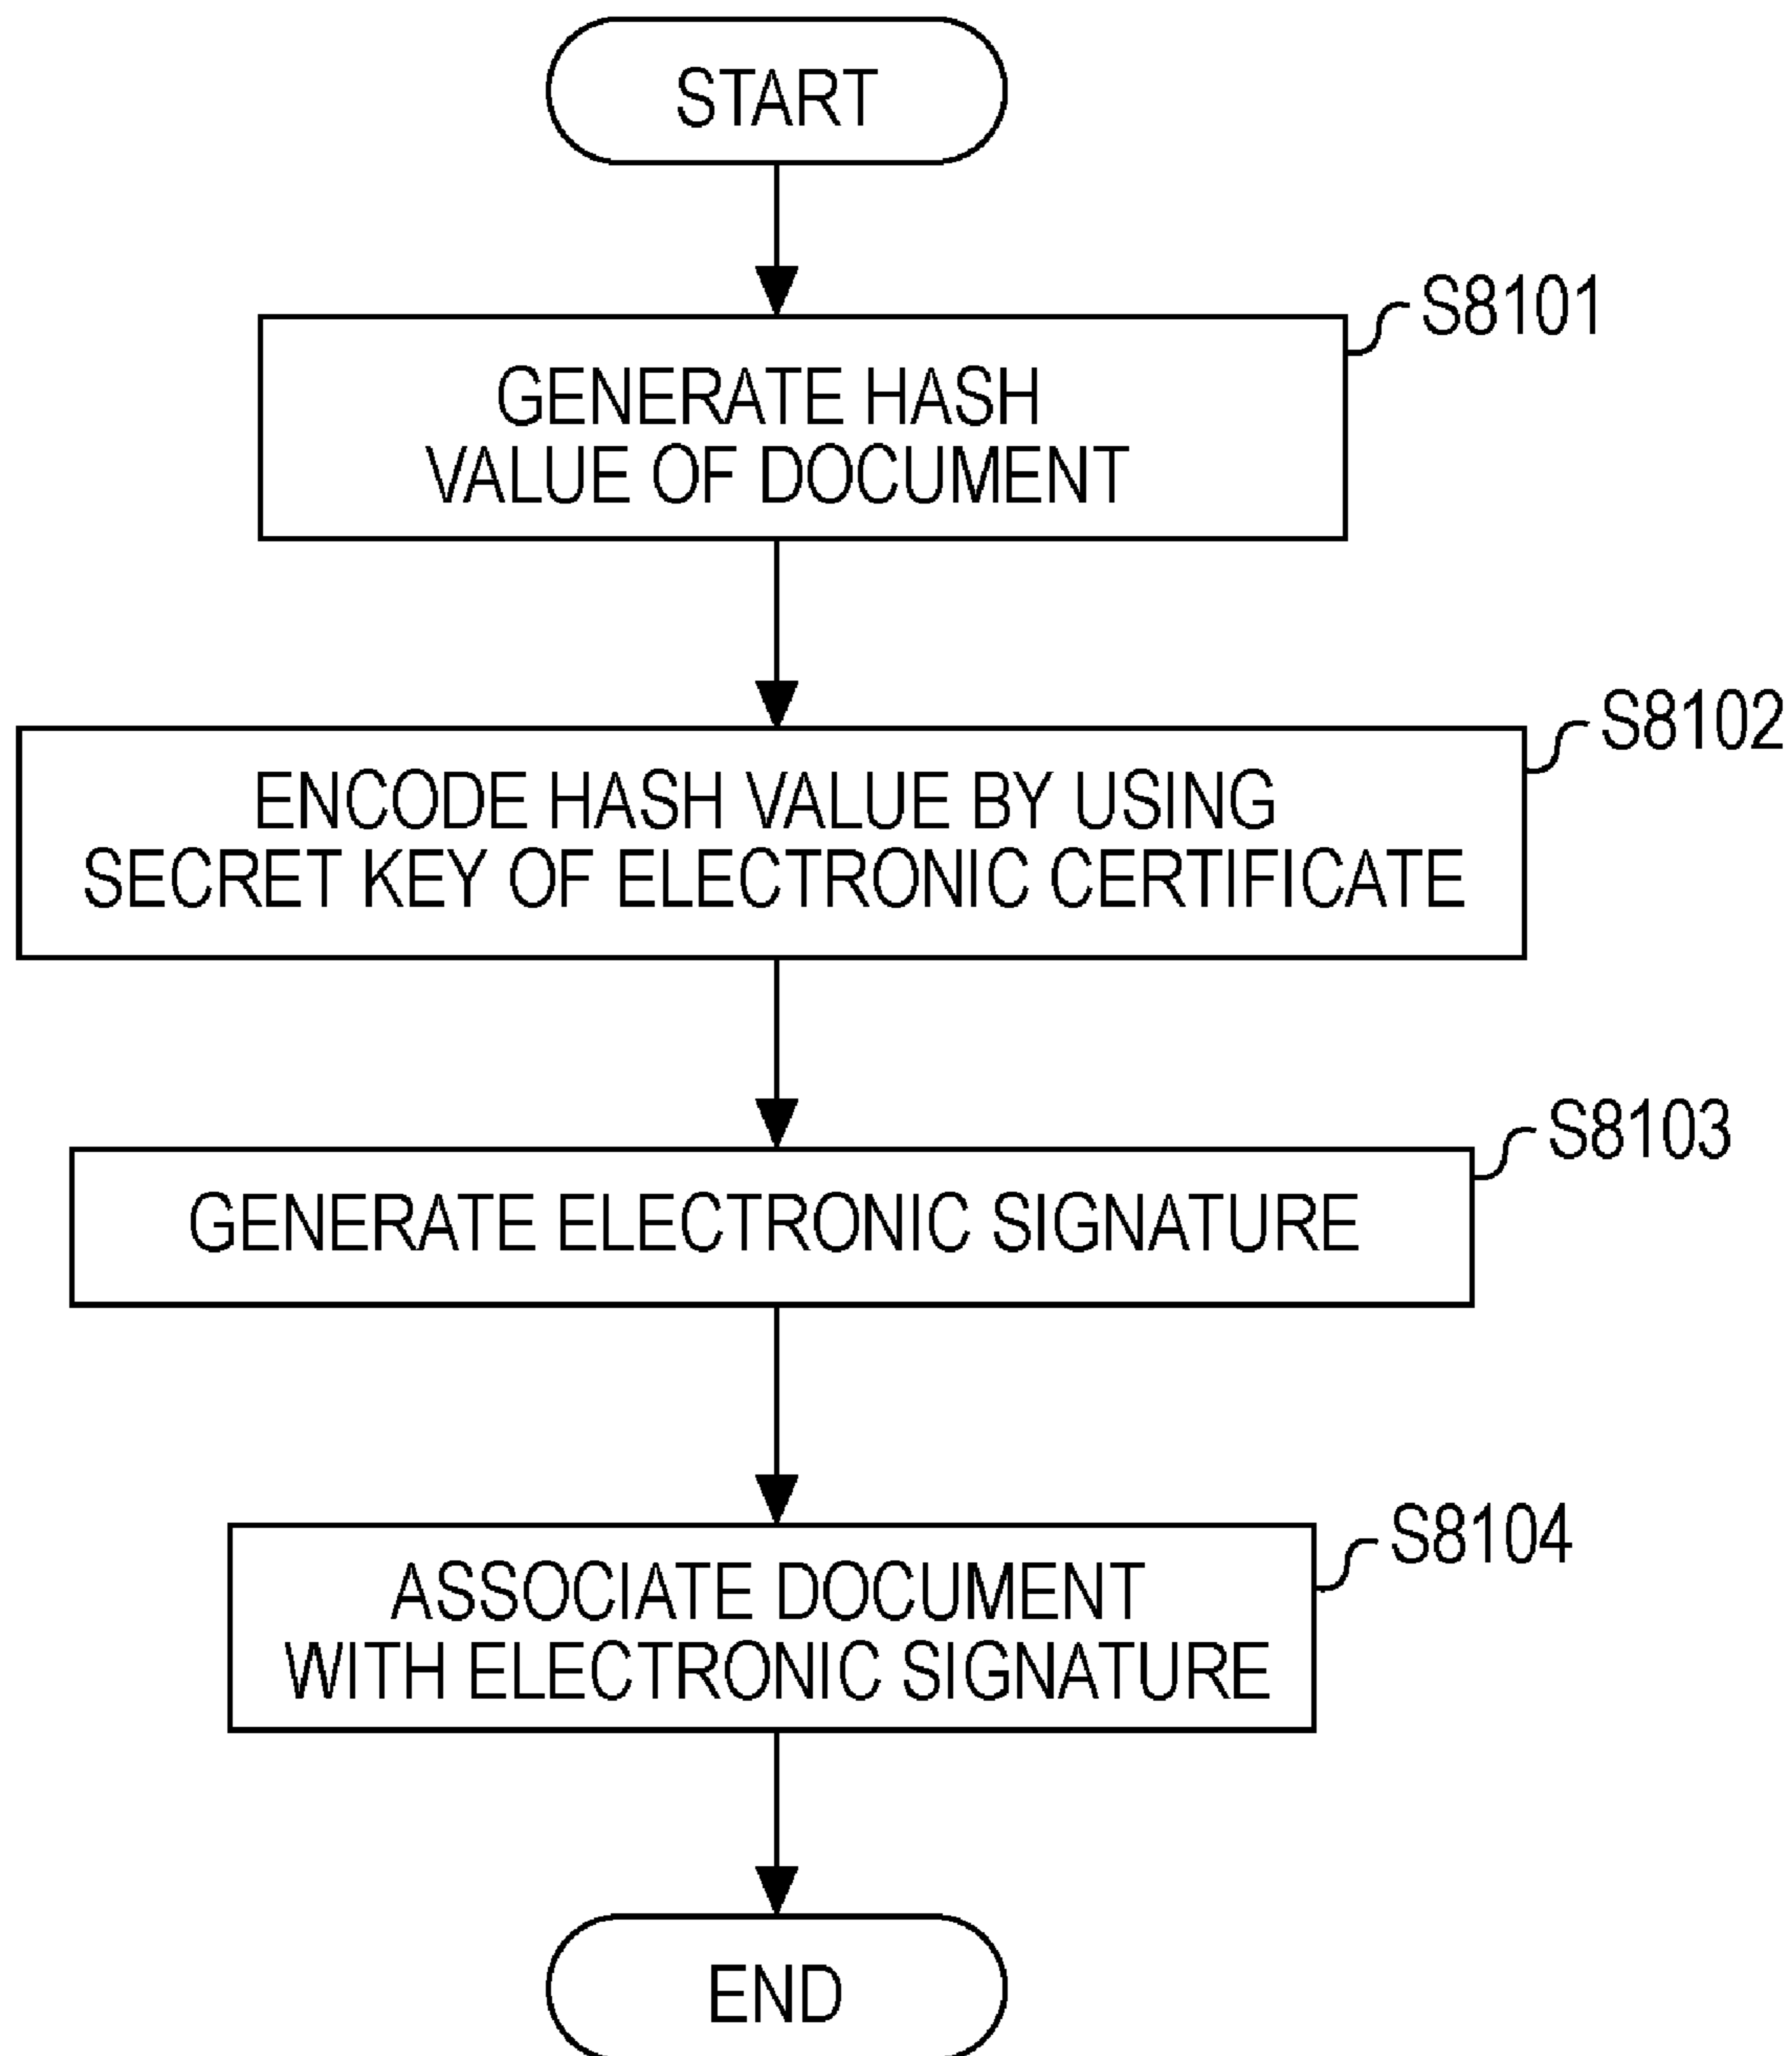 START
S8101
GENERATE HASH
VALUE OF DOCUMENT
S8102
ENCODE HASH VALUE BY USING
SECRET KEY OF ELECTRONIC CERTIFICATE
S8103
GENERATE ELECTRONIC SIGNATURE
S8104
ASSOCIATE DOCUMENT
WITH ELECTRONIC SIGNATURE
END